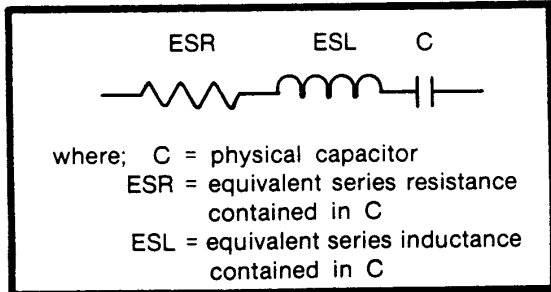 ESR ESL C
where; C = physical capacitor
ESR = equivalent series resistance
contained in C
ESL = equivalent series inductance
contained in C